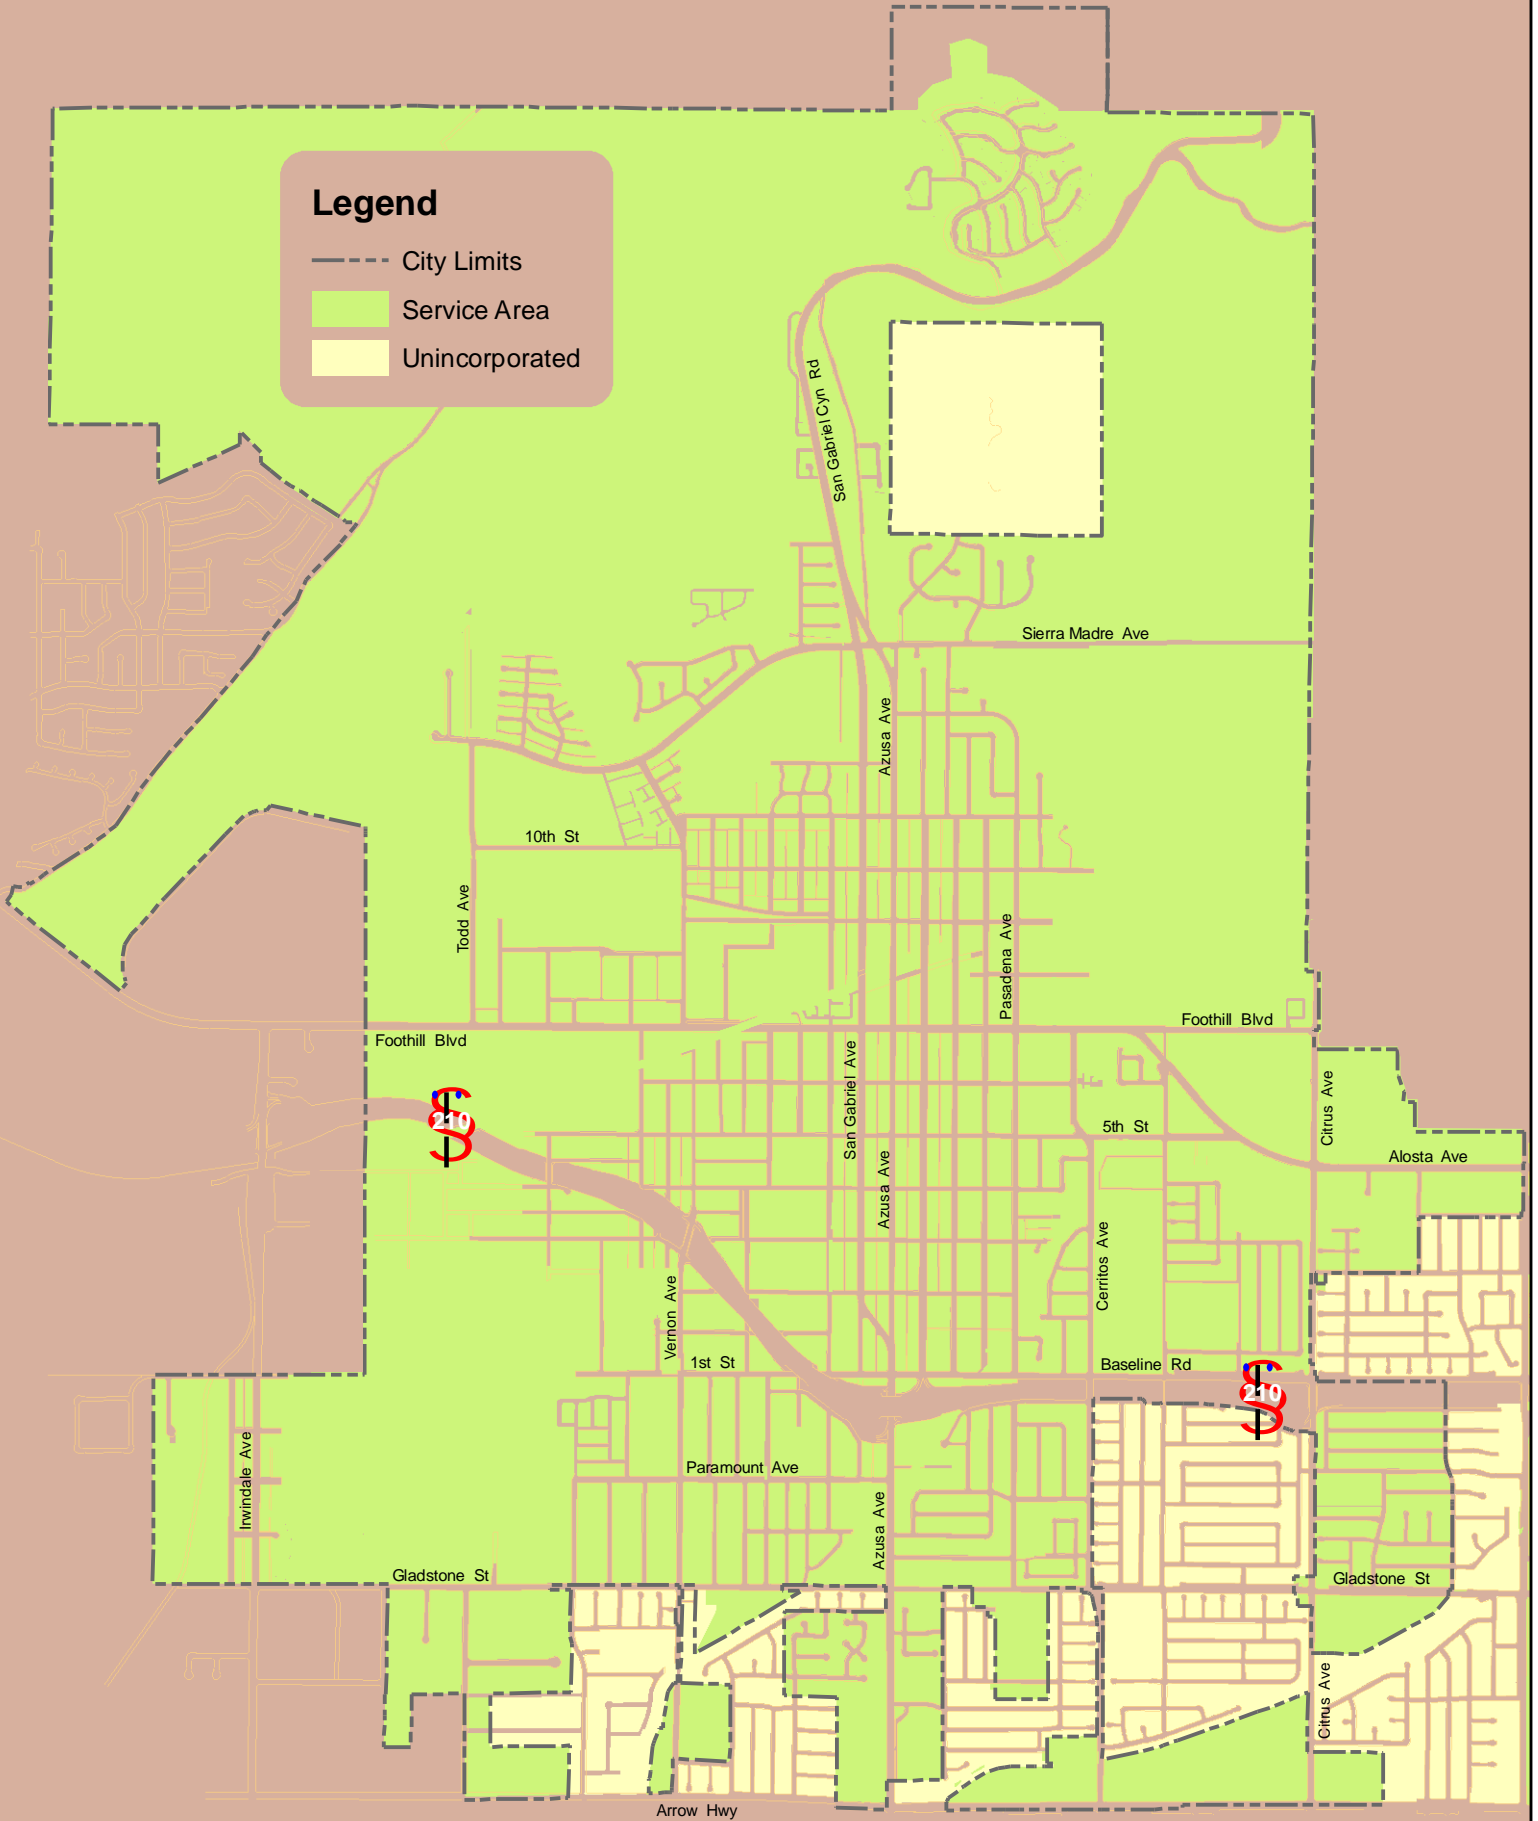 Legend
City Limits
Service Area
Unincorporated
San Gabriel Cyn Rd
Sierra Madre Ave
Azusa Ave
10th St
Todd Ave
Pasadena Ave
Foothill Blvd
Foothill Blvd
San Gabriel Ave
Citrus Ave
210
5th St
Alosta Ave
Azusa Ave
Cerritos Ave
Vernon Ave
1st St
Baseline Rd
210
Irwindale Ave
Paramount Ave
Azusa Ave
Gladstone St
Gladstone St
Citrus Ave
Arrow Hwy